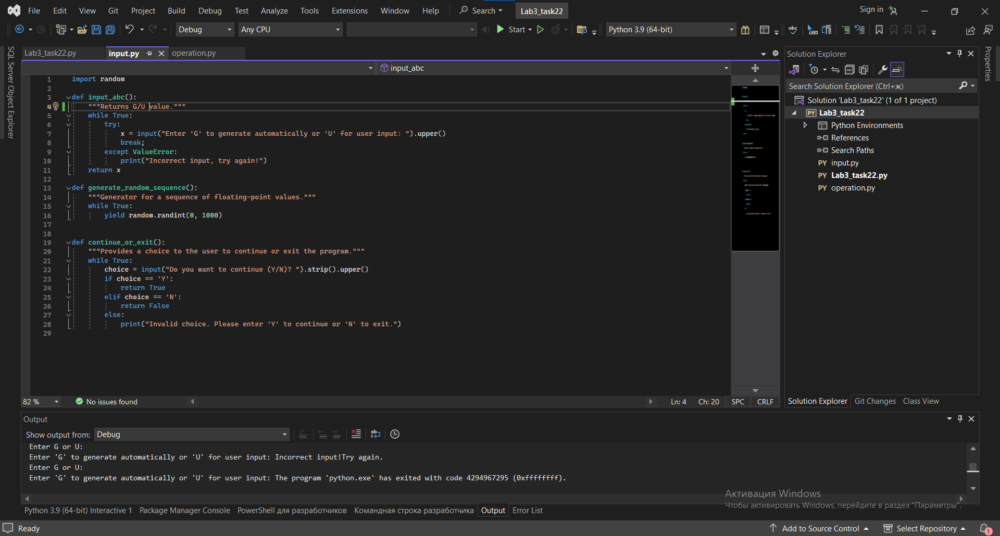 File Edit View Git Project Build Debug Test Analyze Tools Extensions Window Help Search Lab3_task22 Sign in
Debug Any CPU Start Python 3.9 (64-bit)
SQL Server Object Explorer
Lab3_task22.py input.py operation.py
input_abc
1 import random
2
3 def input_abc():
4 """Returns G/U value."""
5 while True:
6 try:
7 x = input("Enter 'G' to generate automatically or 'U' for user input: ").upper()
8 break;
9 except ValueError:
10 print("Incorrect input, try again!")
11 return x
12
13 def generate_random_sequence():
14 """Generator for a sequence of floating-point values."""
15 while True:
16 yield random.randint(0, 1000)
17
18
19 def continue_or_exit():
20 """Provides a choice to the user to continue or exit the program."""
21 while True:
22 choice = input("Do you want to continue (Y/N)? ").strip().upper()
23 if choice == 'Y':
24 return True
25 elif choice == 'N':
26 return False
27 else:
28 print("Invalid choice. Please enter 'Y' to continue or 'N' to exit.")
29
82 % No issues found Ln: 4 Ch: 20 SPC CRLF
Solution Explorer
Search Solution Explorer (Ctrl+ж)
Solution 'Lab3_task22' (1 of 1 project)
PY Lab3_task22
Python Environments
References
Search Paths
PY input.py
PY Lab3_task22.py
PY operation.py
Solution Explorer Git Changes Class View
Properties
Output
Show output from: Debug
Enter G or U:
Enter 'G' to generate automatically or 'U' for user input: Incorrect input!Try again.
Enter G or U:
Enter 'G' to generate automatically or 'U' for user input: The program 'python.exe' has exited with code 4294967295 (0xffffffff).
Активация Windows
Чтобы активировать Windows, перейдите в раздел "Параметры".
Python 3.9 (64-bit) Interactive 1 Package Manager Console PowerShell для разработчиков Командная строка разработчика Output Error List
Ready Add to Source Control Select Repository 1